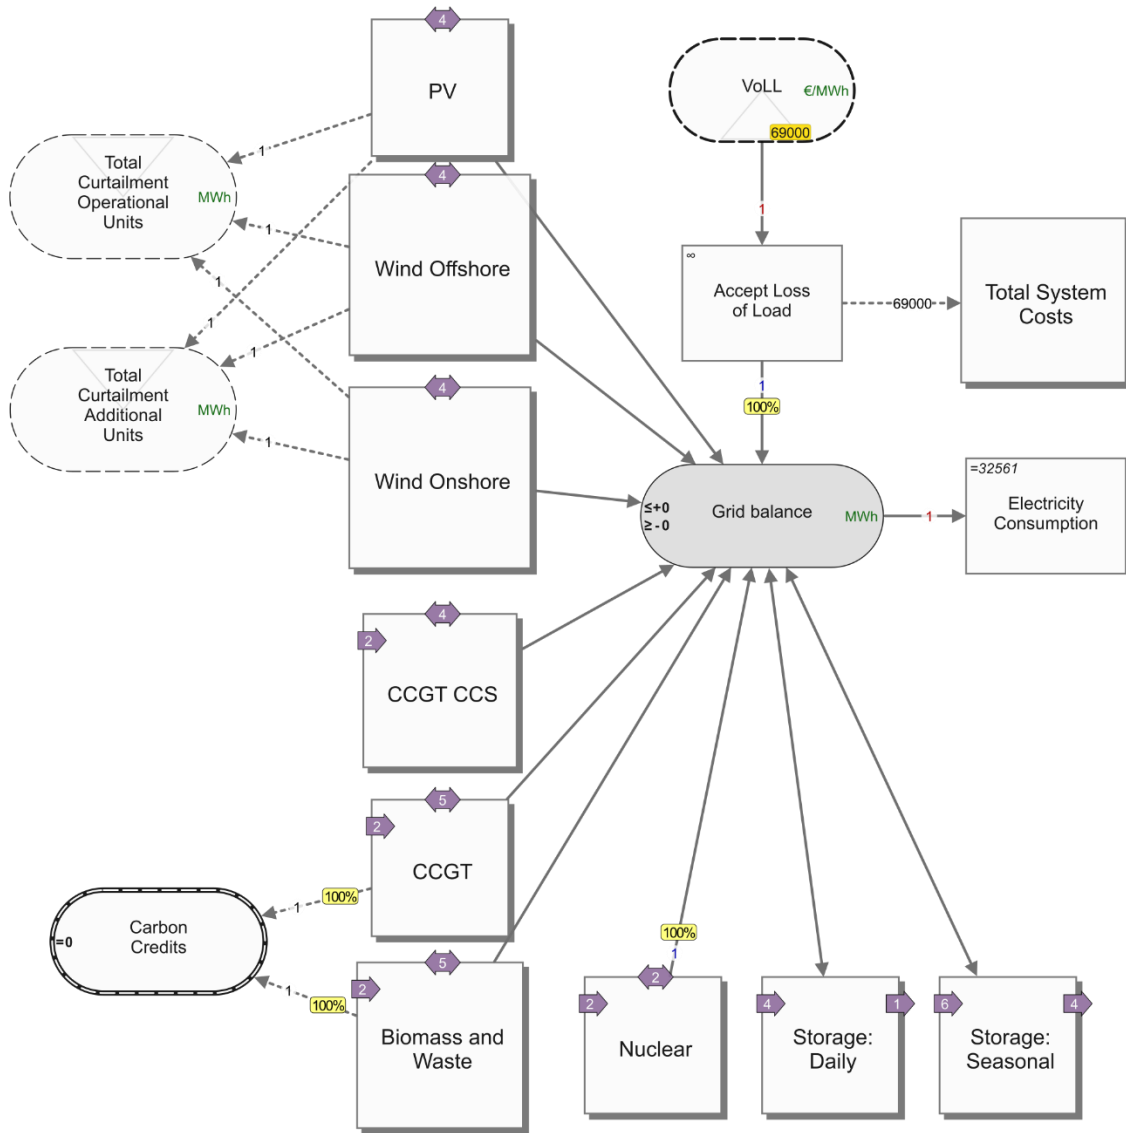 4
PV
VoLL
€/MWh
69000
1
Total
Curtailment
Operational
Units
MWh
4
1
1
Wind Offshore
1
∞
Accept Loss
of Load
69000
Total System
Costs
1
1
1
Total
Curtailment
Additional
Units
MWh
4
1
100%
1
Wind Onshore
≤+0
≥-0
Grid balance
MWh
1
=32561
Electricity
Consumption
4
2
CCGT CCS
5
2
CCGT
100%
1
=0
Carbon
Credits
1
100%
5
2
Biomass and
Waste
100%
1
2
2
Nuclear
4
1
Storage:
Daily
6
4
Storage:
Seasonal